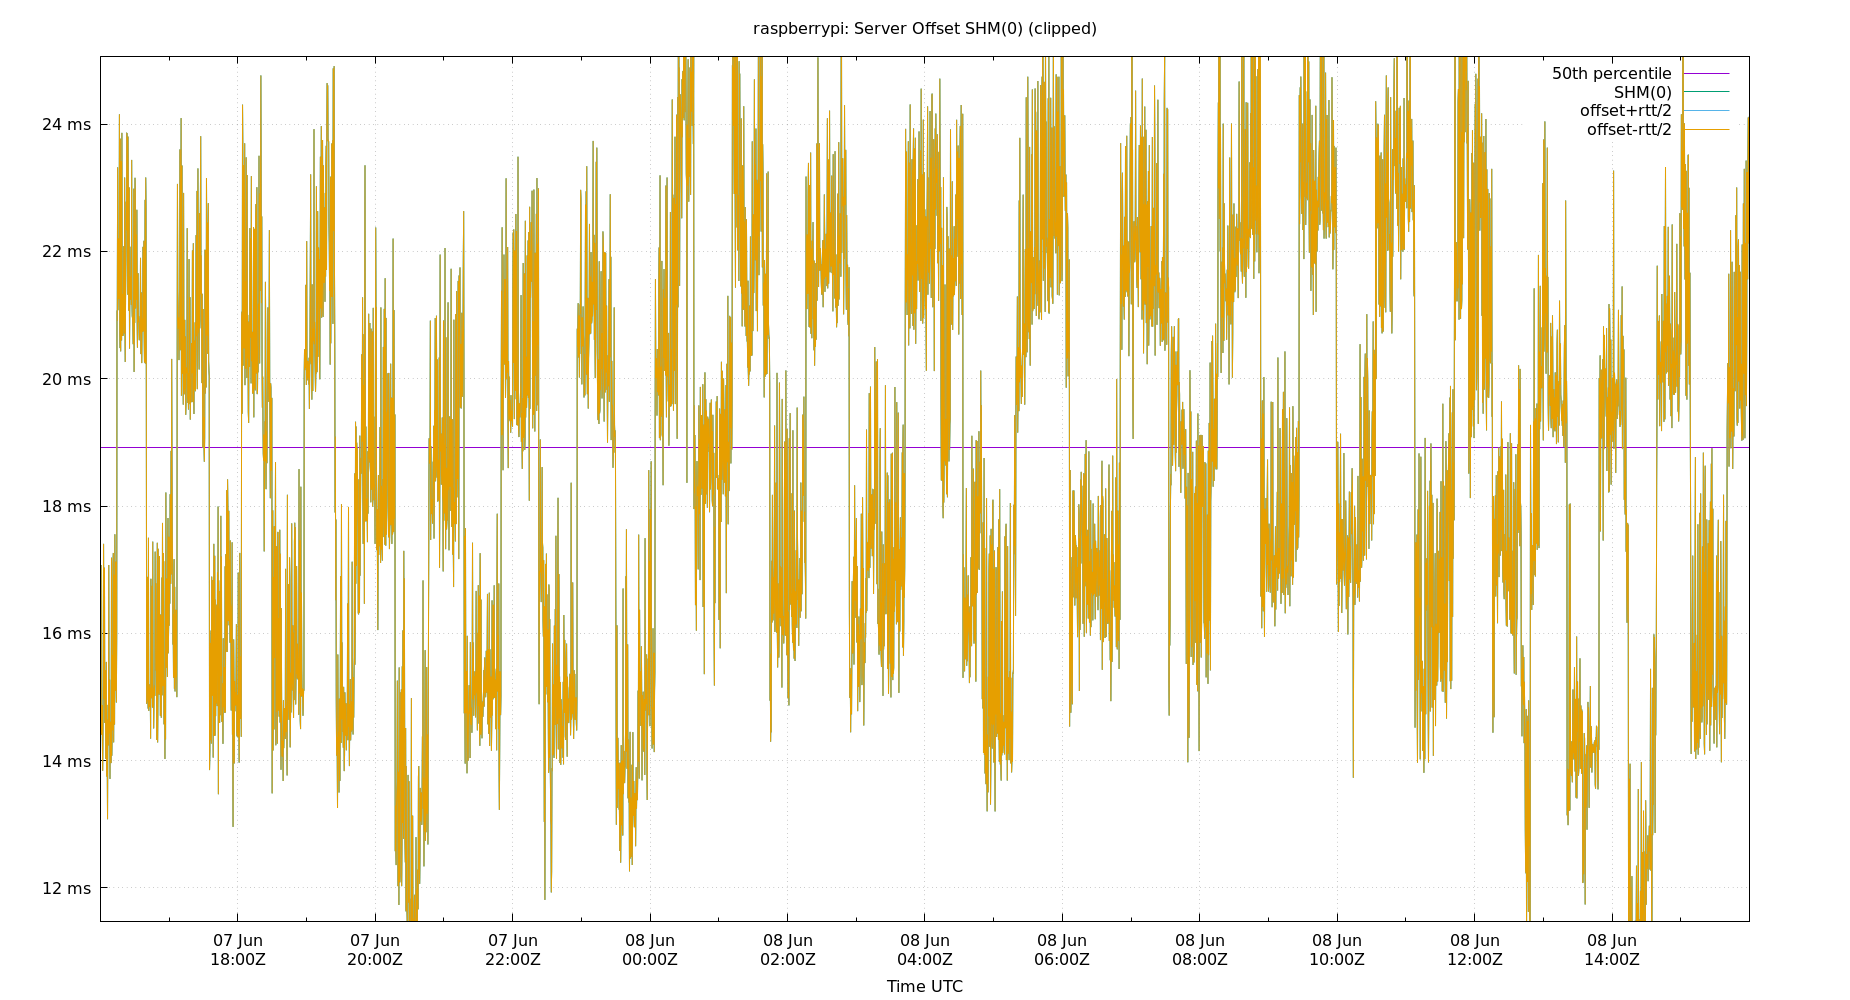 raspberrypi: Server Offset SHM(0) (clipped)
50th percentile
SHM(0)
offset+rtt/2
offset-rtt/2
24 ms
22 ms
20 ms
18 ms
16 ms
14 ms
12 ms
07 Jun 07 Jun 07 Jun 08 Jun 08 Jun 08 Jun 08 Jun 08 Jun 08 Jun 08 Jun 08 Jun
18:00Z 20:00Z 22:00Z 00:00Z 02:00Z 04:00Z 06:00Z 08:00Z 10:00Z 12:00Z 14:00Z
Time UTC